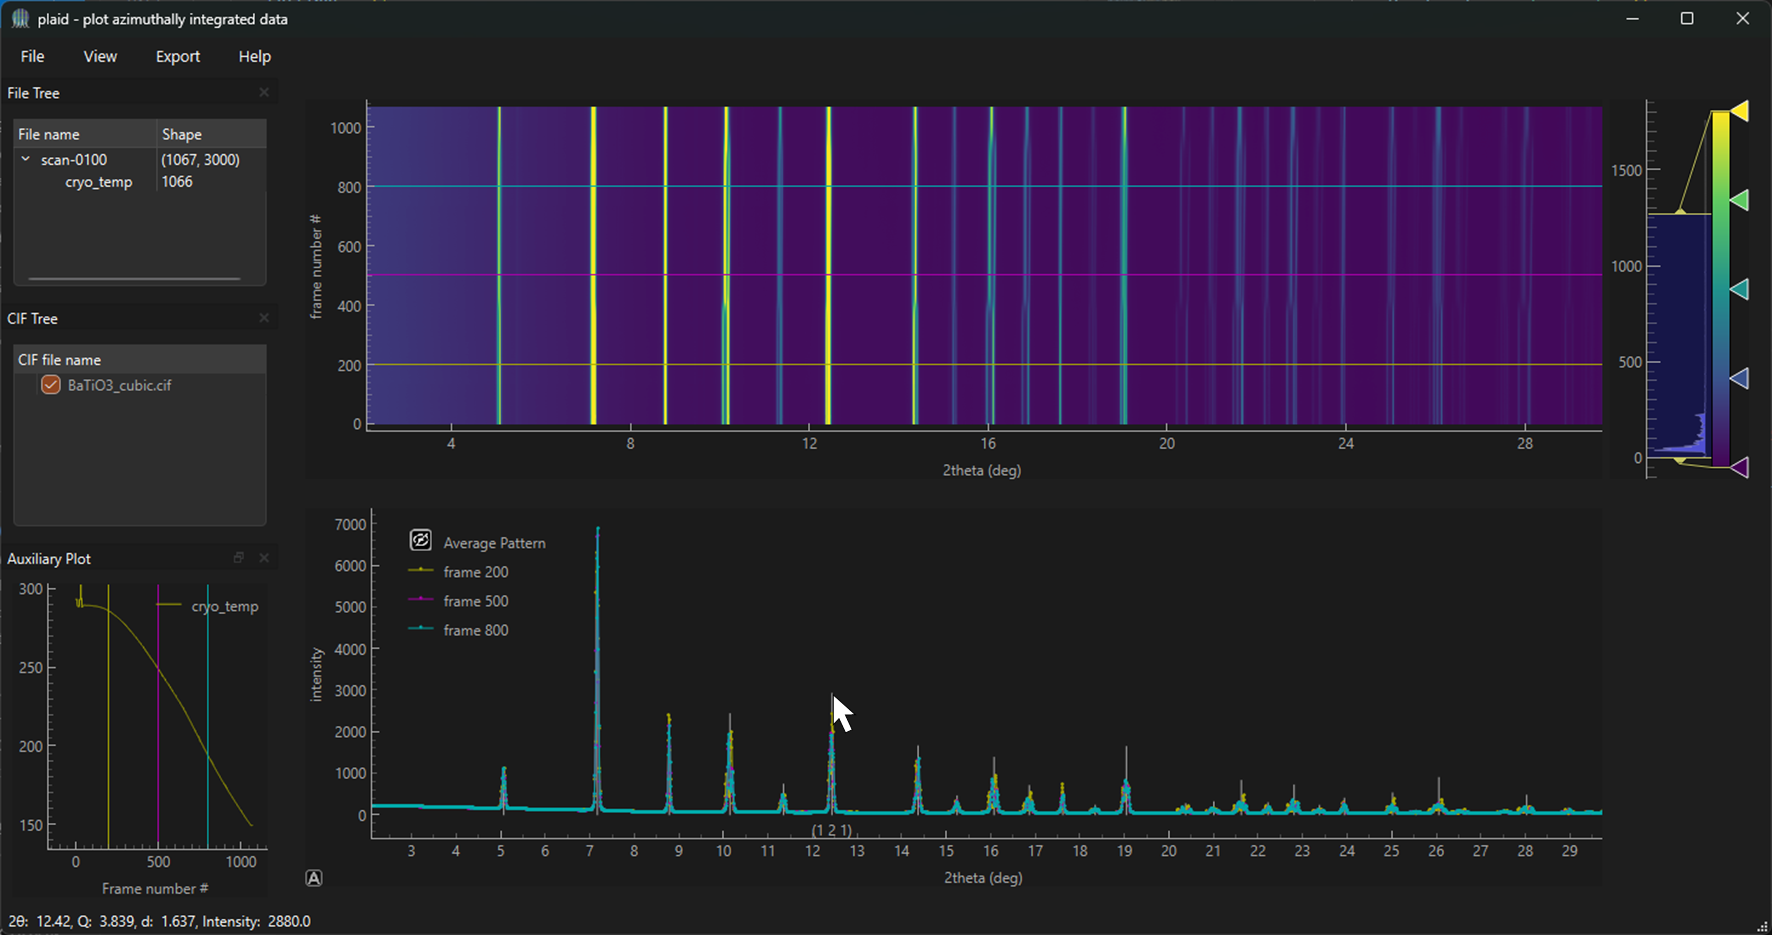 plaid - plot azimuthally integrated data
File View Export Help
File Tree
File name Shape
scan-0100 (1067, 3000)
cryo_temp 1066
CIF Tree
CIF file name
BaTiO3_cubic.cif
Auxiliary Plot
300
250
200
150
cryo_temp
0 500 1000
Frame number #
1000
800
600
400
200
0
frame number #
4 8 12 16 20 24 28
2theta (deg)
1500
1000
500
0
7000
6000
5000
4000
3000
2000
1000
0
intensity
Average Pattern
frame 200
frame 500
frame 800
(1 2 1)
3 4 5 6 7 8 9 10 11 12 13 14 15 16 17 18 19 20 21 22 23 24 25 26 27 28 29
A
2theta (deg)
2θ: 12.42, Q: 3.839, d: 1.637, Intensity: 2880.0